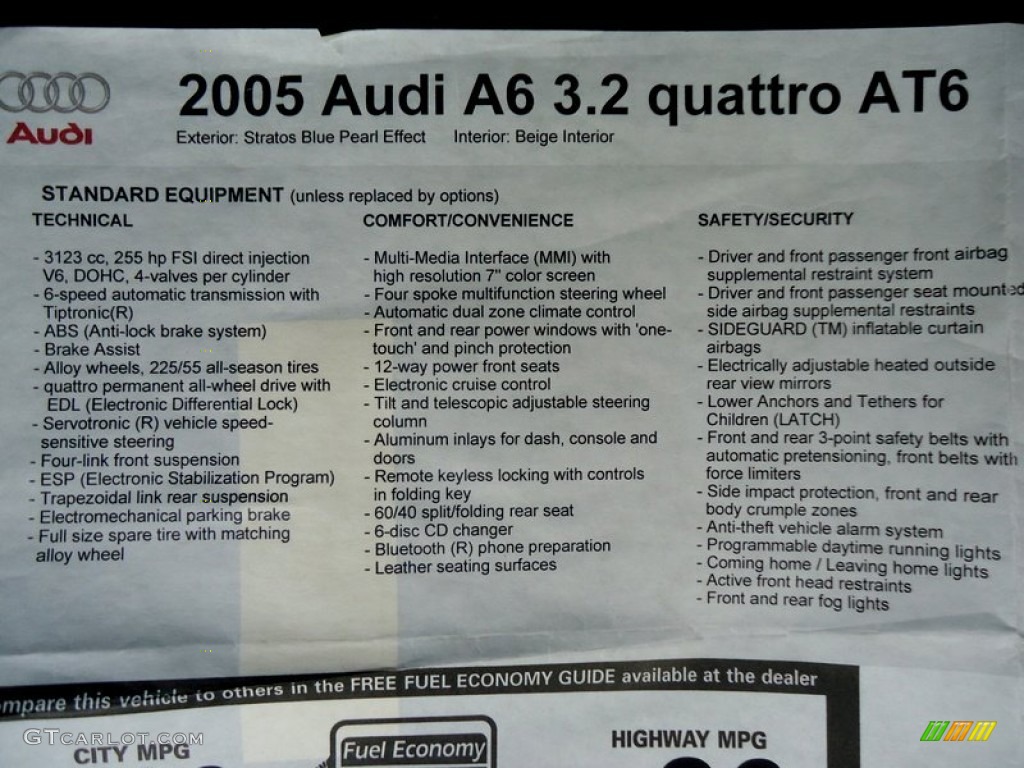 2005 Audi A6 3.2 quattro AT6
Audi
Exterior: Stratos Blue Pearl Effect Interior: Beige Interior
STANDARD EQUIPMENT (unless replaced by options)
TECHNICAL
- 3123 cc, 255 hp FSI direct injection
V6, DOHC, 4-valves per cylinder
- 6-speed automatic transmission with
Tiptronic(R)
- ABS (Anti-lock brake system)
- Brake Assist
- Alloy wheels, 225/55 all-season tires
- quattro permanent all-wheel drive with
EDL (Electronic Differential Lock)
- Servotronic (R) vehicle speed-
sensitive steering
- Four-link front suspension
- ESP (Electronic Stabilization Program)
- Trapezoidal link rear suspension
- Electromechanical parking brake
- Full size spare tire with matching
alloy wheel
COMFORT/CONVENIENCE
- Multi-Media Interface (MMI) with
high resolution 7" color screen
- Four spoke multifunction steering wheel
- Automatic dual zone climate control
- Front and rear power windows with 'one-
touch' and pinch protection
- 12-way power front seats
- Electronic cruise control
- Tilt and telescopic adjustable steering
column
- Aluminum inlays for dash, console and
doors
- Remote keyless locking with controls
in folding key
- 60/40 split/folding rear seat
- 6-disc CD changer
- Bluetooth (R) phone preparation
- Leather seating surfaces
SAFETY/SECURITY
- Driver and front passenger front airbag
supplemental restraint system
- Driver and front passenger seat mounted
side airbag supplemental restraints
- SIDEGUARD (TM) inflatable curtain
airbags
- Electrically adjustable heated outside
rear view mirrors
- Lower Anchors and Tethers for
Children (LATCH)
- Front and rear 3-point safety belts with
automatic pretensioning, front belts with
force limiters
- Side impact protection, front and rear
body crumple zones
- Anti-theft vehicle alarm system
- Programmable daytime running lights
- Coming home / Leaving home lights
- Active front head restraints
- Front and rear fog lights
mpare this vehicle to others in the FREE FUEL ECONOMY GUIDE available at the dealer
GTCARLOT.COM
CITY MPG
Fuel Economy
HIGHWAY MPG